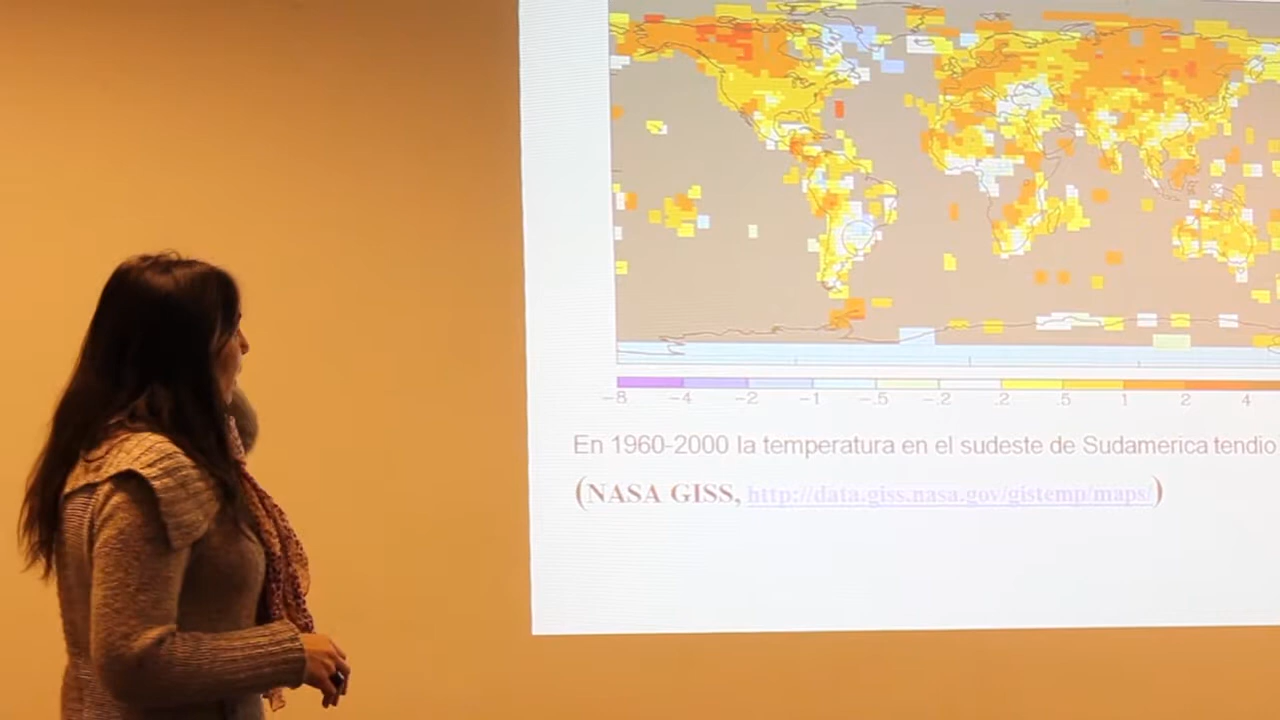 -8 -4 -2 -1 -.5 -.2 .2 .5 1 2 4
En 1960-2000 la temperatura en el sudeste de Sudamerica tendio
(NASA GISS, http://data.giss.nasa.gov/gistemp/maps/)